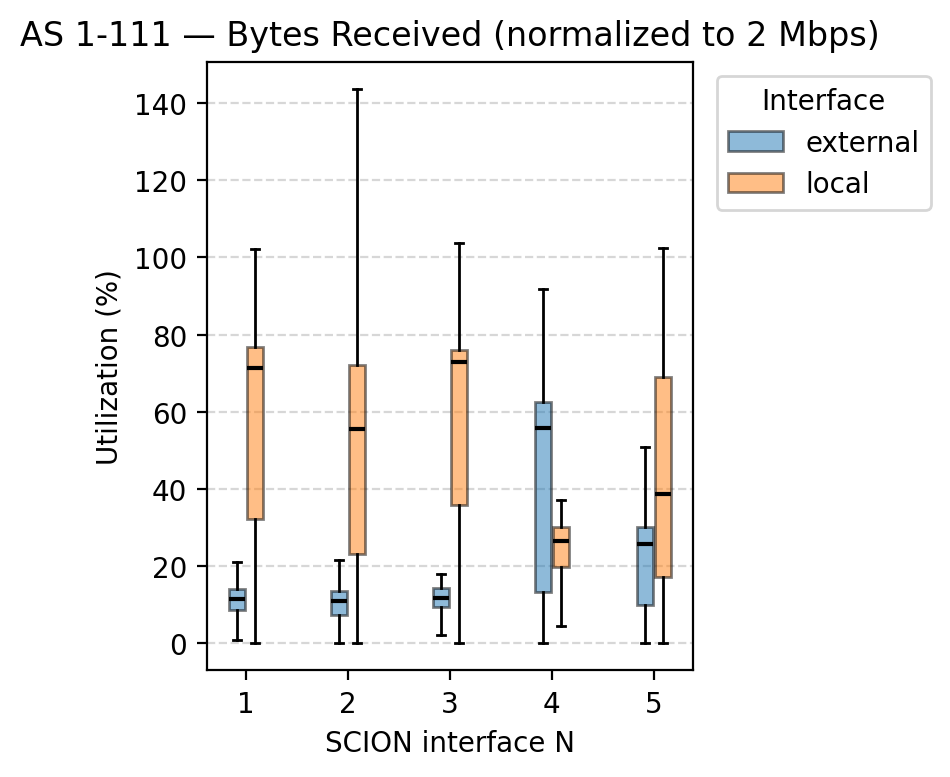 AS 1-111 — Bytes Received (normalized to 2 Mbps)
Interface
external
local
Utilization (%)
140
120
100
80
60
40
20
0
1 2 3 4 5
SCION interface N